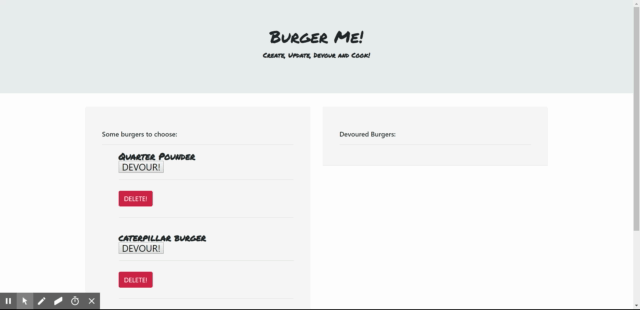 Burger Me!
Create, Update, Devour and Cook!
Some burgers to choose:
Quarter Pounder
DEVOUR!
DELETE!
caterpillar burger
DEVOUR!
DELETE!
Devoured Burgers: